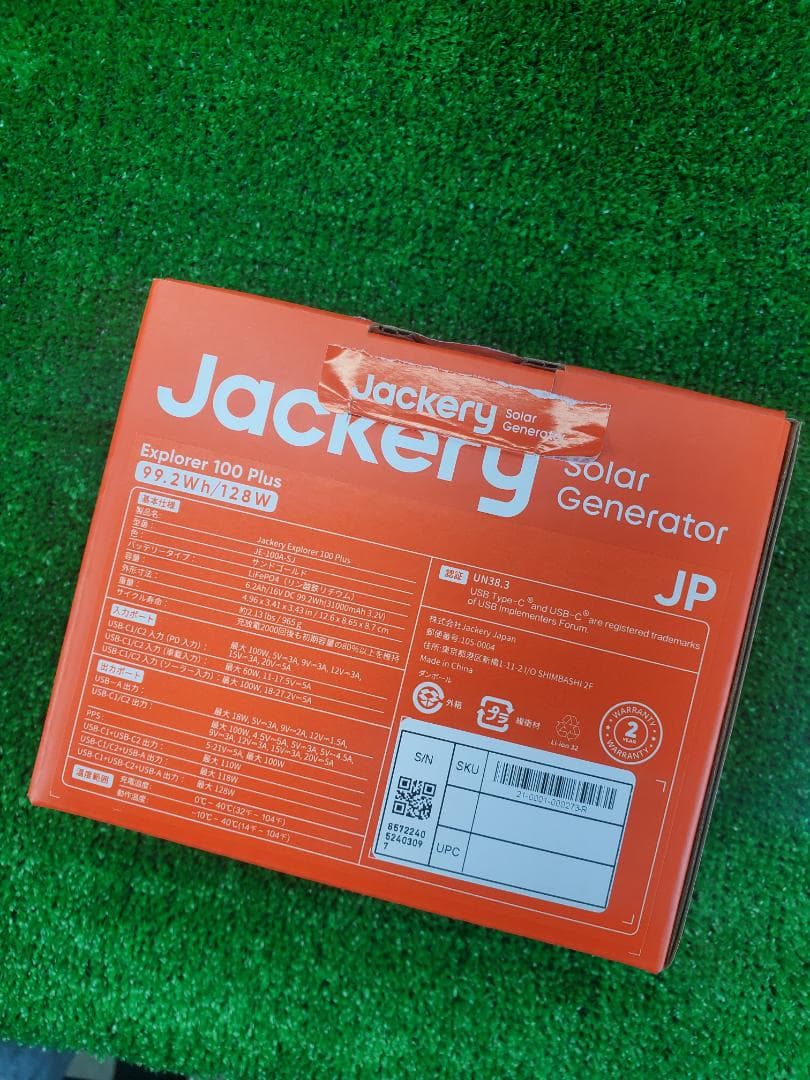 Jackery
Solar
Generator
Jackery
Solar
Generator
JP
Explorer 100 Plus
99.2Wh/128W
基本仕様
製品名:
Jackery Explorer 100 Plus
型番:
JE-100A-SJ
色:
サンドゴールド
バッテリータイプ:
LiFePO4（リン酸鉄リチウム）
容量:
6.2Ah/16V DC 99.2Wh(31000mAh 3.2V)
外形寸法:
4.96 x 3.41 x 3.43 in / 12.6 x 8.65 x 8.7 cm
重量:
約2.13lbs / 965 g
サイクル寿命:
充放電2000回後も初期容量の80%以上を維持
入力ポート
USB-C1/C2 入力 (PD 入力):
最大 100W, 5V⎓3A, 9V⎓3A, 12V⎓3A,
15V⎓3A, 20V⎓5A
USB-C1/C2 入力（車載入力）:
最大 60W, 11-17.5V⎓5A
USB-C1/C2 入力（ソーラー入力）:
最大 100W, 18-27.2V⎓5A
出力ポート
USB-A 出力:
最大 18W, 5V⎓3A, 9V⎓2A, 12V⎓1.5A,
USB-C1/C2 出力:
最大 100W, 4.5V⎓5A, 5V⎓3A, 5V⎓4.5A,
9V⎓3A, 12V⎓3A, 15V⎓3A, 20V⎓5A
PPS:
5-21V⎓5A, 最大 100W
USB-C1+USB-C2 出力:
最大 110W
USB-C1/C2+USB-A 出力:
最大 118W
USB-C1+USB-C2+USB-A 出力:
最大 128W
温度範囲
充電温度:
0℃ ~ 40℃(32℉ ~ 104℉)
動作温度:
-10℃ ~ 40℃(14℉ ~ 104℉)
認証
UN38.3
USB Type-C® and USB-C® are registered trademarks
of USB Implementers Forum.
株式会社Jackery Japan
郵便番号:105-0004
住所:東京都港区新橋1-11-2 I/O SHIMBASHI 2F
Made in China
ダンボール
外箱
プラ
緩衝材
Li-ion 32
WARRANTY
2
YEAR
WARRANTY
S/N
SKU
21-0001-000273-R
8572240
5240309
7
UPC